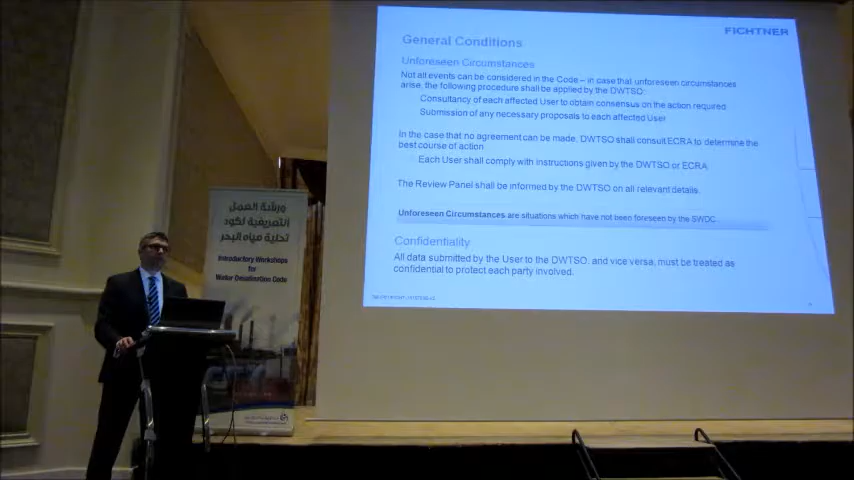 FICHTNER
General Conditions
Unforeseen Circumstances
Not all events can be considered in the Code – in case that unforeseen circumstances
arise, the following procedure shall be applied by the DWTSO:
Consultancy of each affected User to obtain consensus on the action required
Submission of any necessary proposals to each affected User
In the case that no agreement can be made, DWTSO shall consult ECRA to determine the
best course of action
Each User shall comply with instructions given by the DWTSO or ECRA
The Review Panel shall be informed by the DWTSO on all relevant details.
Unforeseen Circumstances are situations which have not been foreseen by the SWDC.
Confidentiality
All data submitted by the User to the DWTSO, and vice versa, must be treated as
confidential to protect each party involved.
ورشة العمل
التعريفية لكود
تحلية مياه البحر
Introductory Workshops
for
Water Desalination Code